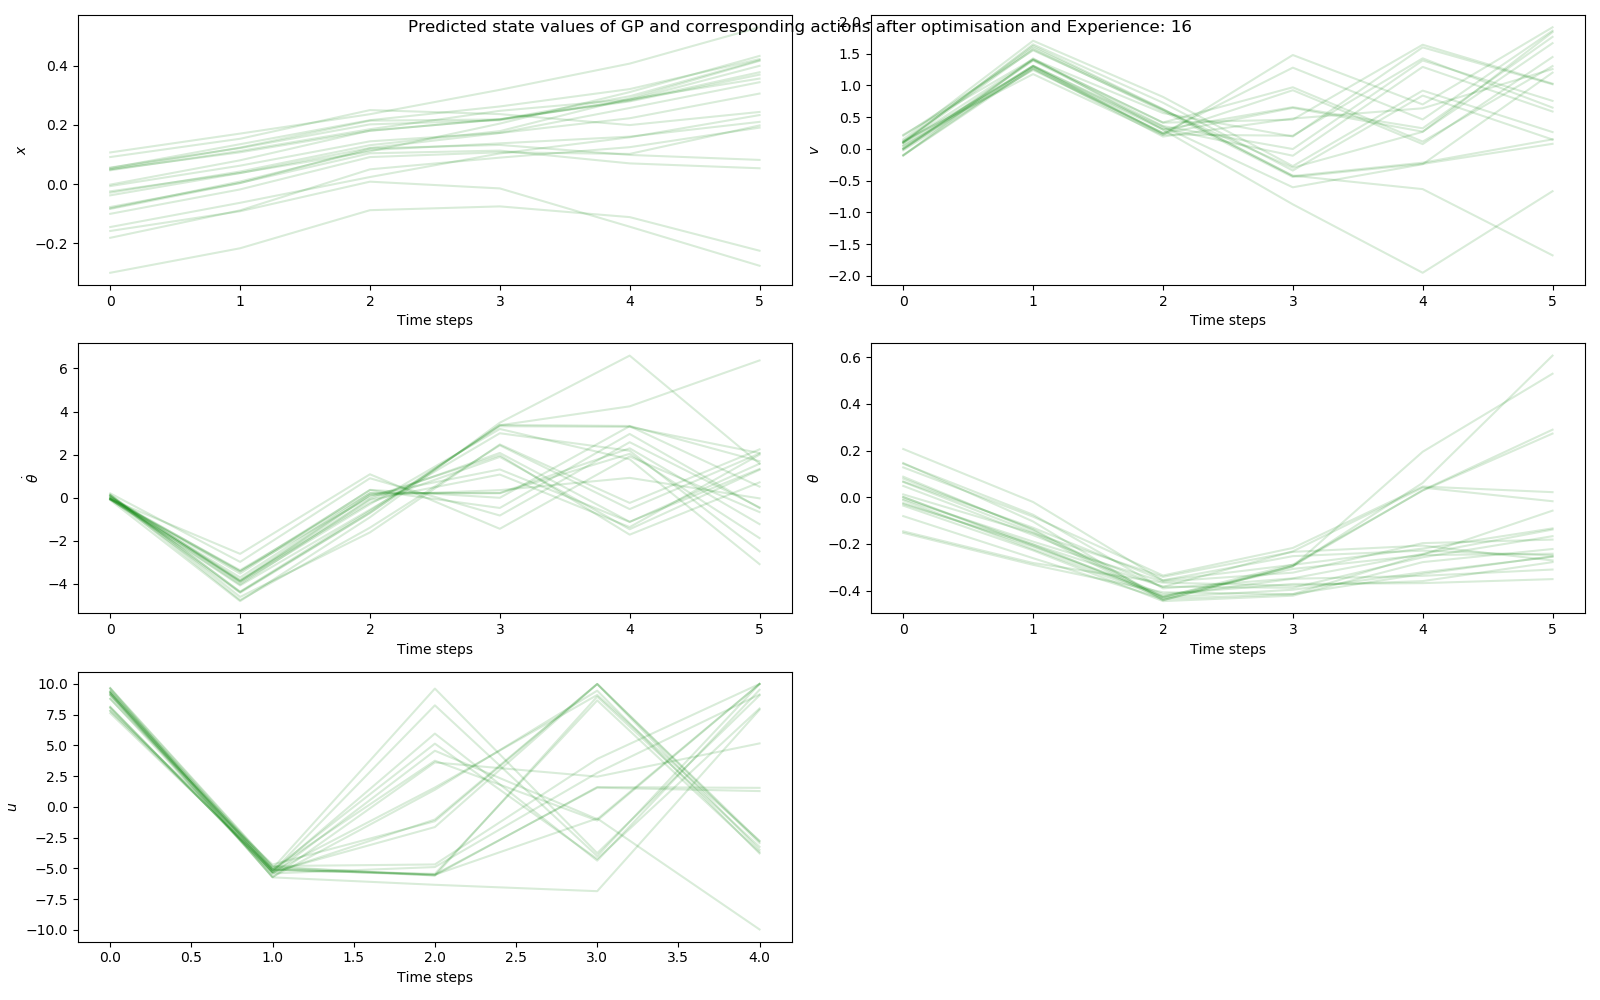 Predicted state values of GP and corresponding actions after optimisation and Experience: 16
0.4
0.2
0.0
−0.2
x
0 1 2 3 4 5
Time steps
2.0
1.5
1.0
0.5
0.0
−0.5
−1.0
−1.5
−2.0
v
0 1 2 3 4 5
Time steps
6
4
2
0
−2
−4
θ̇
0 1 2 3 4 5
Time steps
0.6
0.4
0.2
0.0
−0.2
−0.4
θ
0 1 2 3 4 5
Time steps
10.0
7.5
5.0
2.5
0.0
−2.5
−5.0
−7.5
−10.0
u
0.0 0.5 1.0 1.5 2.0 2.5 3.0 3.5 4.0
Time steps